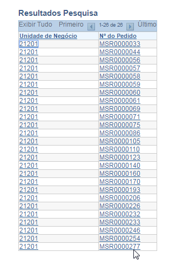 Resultados Pesquisa
Exibir Tudo Primeiro 1-26 de 26 Último
Unidade de Negócio Nº do Pedido
21201 MSR0000033
21201 MSR0000044
21201 MSR0000056
21201 MSR0000057
21201 MSR0000058
21201 MSR0000059
21201 MSR0000060
21201 MSR0000061
21201 MSR0000069
21201 MSR0000071
21201 MSR0000075
21201 MSR0000086
21201 MSR0000105
21201 MSR0000110
21201 MSR0000123
21201 MSR0000140
21201 MSR0000160
21201 MSR0000170
21201 MSR0000193
21201 MSR0000206
21201 MSR0000226
21201 MSR0000232
21201 MSR0000233
21201 MSR0000246
21201 MSR0000254
21201 MSR0000277